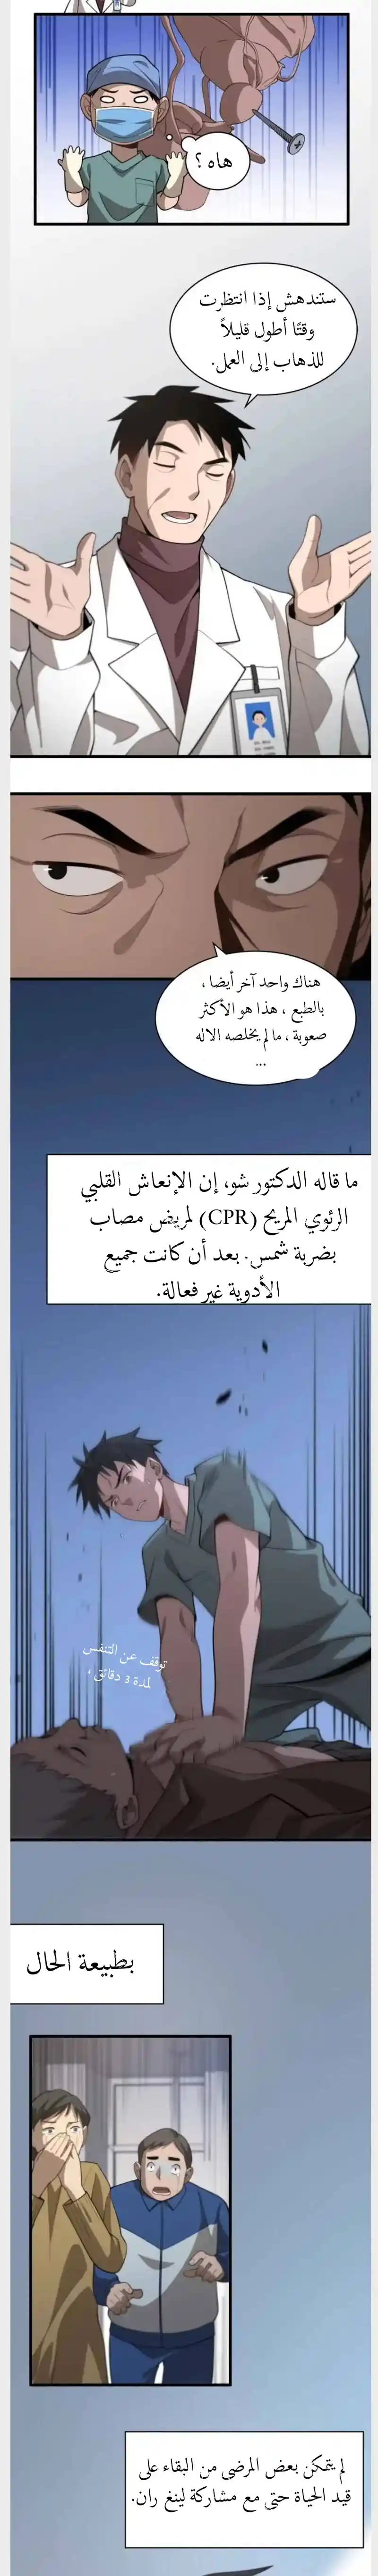 هاه ؟
ستندهش إذا انتظرت
وقتًا أطول قليلاً
للذهاب إلى العمل.
هناك واحد آخر أيضا ،
بالطبع ، هذا هو الأكثر
صعوبة ، ما لم يخلصه الاله
...
ما قاله الدكتور شو، إن الإنعاش القلبي
الرئوي المريح (CPR) لمريض مصاب
بضربة شمس. بعد أن كانت جميع
الأدوية غير فعالة.
توقف عن التنفس
لمدة 3 دقائق ،
بطبيعة الحال
لم يتمكن بعض المرضى من البقاء على
قيد الحياة حتى مع مشاركة لينغ ران.